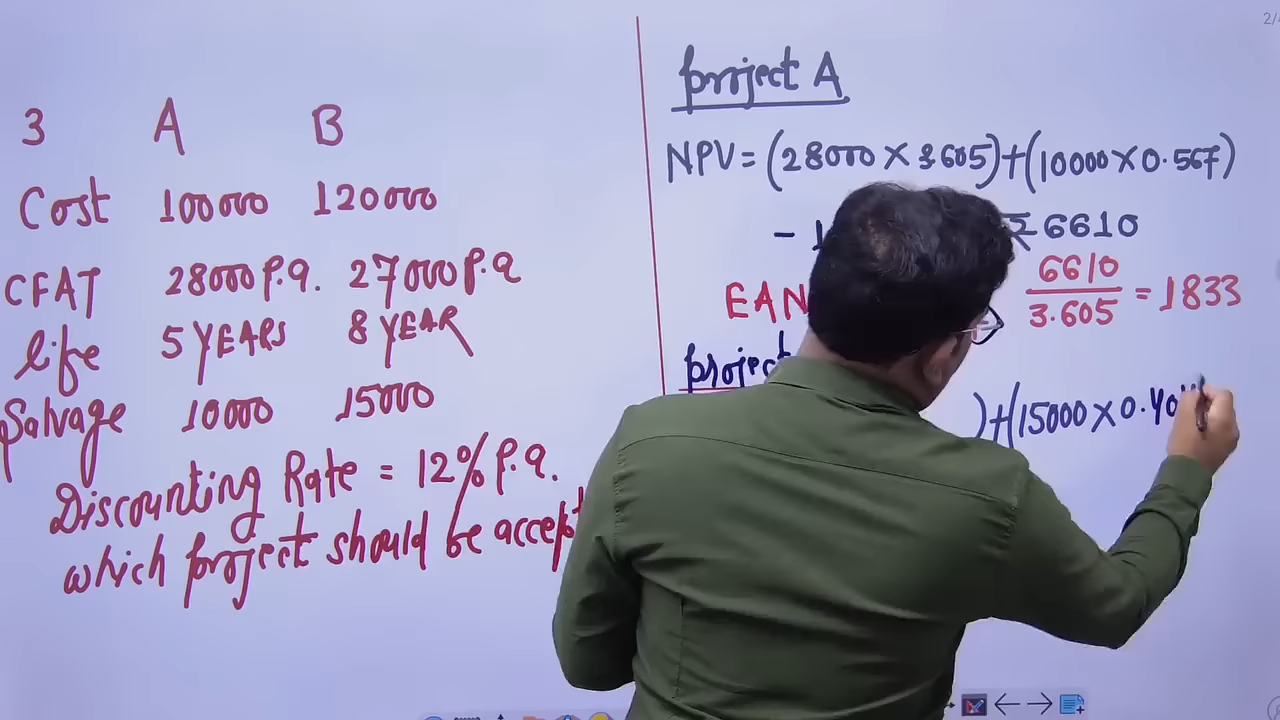 3 A B
Cost 100000 120000
CFAT 28000 P.a. 27000 P.a
life 5 YEARS 8 YEAR
Salvage 10000 15000
Discounting Rate = 12% P.a.
which project should be accept
project A
NPV = (28000 × 3.605) + (10000 × 0.567)
- 1 = 6610
EAN 6610 / 3.605 = 1833
project
) + (15000 × 0.40
2/